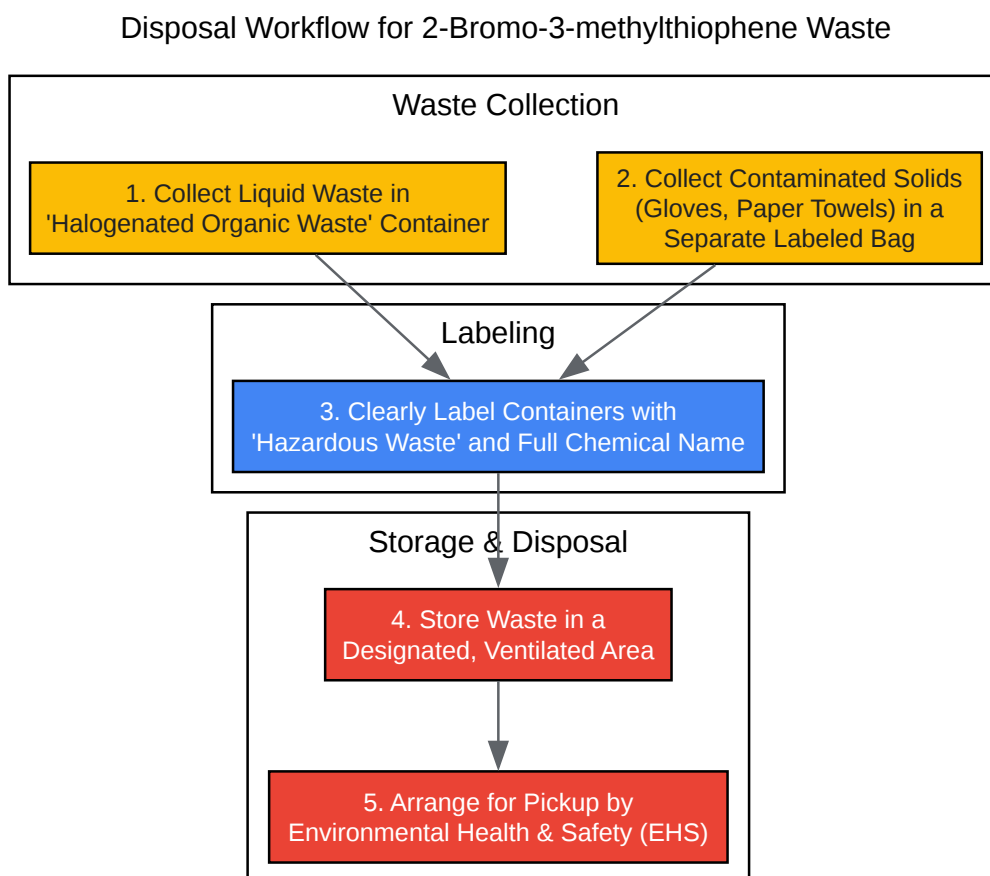 Disposal Workflow for 2-Bromo-3-methylthiophene Waste
Waste Collection
1. Collect Liquid Waste in
'Halogenated Organic Waste' Container
2. Collect Contaminated Solids
(Gloves, Paper Towels) in a
Separate Labeled Bag
Labeling
3. Clearly Label Containers with
'Hazardous Waste' and Full Chemical Name
Storage & Disposal
4. Store Waste in a
Designated, Ventilated Area
5. Arrange for Pickup by
Environmental Health & Safety (EHS)